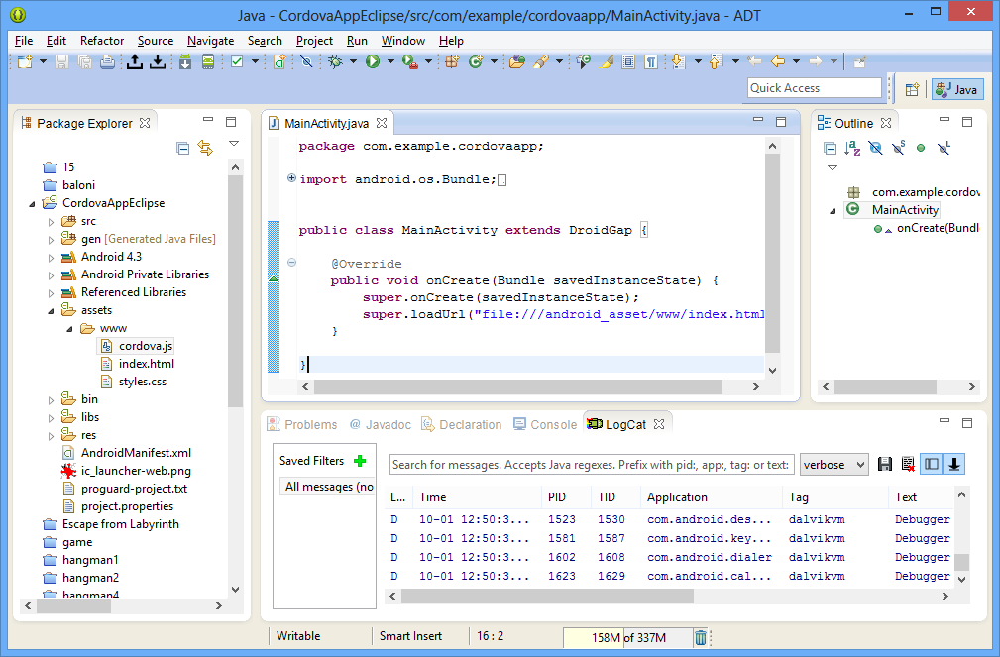 Java - CordovaAppEclipse/src/com/example/cordovaapp/MainActivity.java - ADT
File Edit Refactor Source Navigate Search Project Run Window Help
Quick Access
Java
Package Explorer
15
baloni
CordovaAppEclipse
src
gen [Generated Java Files]
Android 4.3
Android Private Libraries
Referenced Libraries
assets
www
cordova.js
index.html
styles.css
bin
libs
res
AndroidManifest.xml
ic_launcher-web.png
proguard-project.txt
project.properties
Escape from Labyrinth
game
hangman1
hangman2
hangman4
MainActivity.java
package com.example.cordovaapp;
import android.os.Bundle;
public class MainActivity extends DroidGap {
@Override
public void onCreate(Bundle savedInstanceState) {
super.onCreate(savedInstanceState);
super.loadUrl("file:///android_asset/www/index.html
}
}
Outline
com.example.cordov
MainActivity
onCreate(Bundl
Problems @ Javadoc Declaration Console LogCat
Saved Filters
All messages (no
Search for messages. Accepts Java regexes. Prefix with pid:, app:, tag: or text:
verbose
L... Time PID TID Application Tag Text
D 10-01 12:50:3... 1523 1530 com.android.des... dalvikvm Debugger
D 10-01 12:50:3... 1581 1587 com.android.key... dalvikvm Debugger
D 10-01 12:50:3... 1602 1608 com.android.dialer dalvikvm Debugger
D 10-01 12:50:3... 1623 1629 com.android.cal... dalvikvm Debugger
Writable Smart Insert 16 : 2 158M of 337M